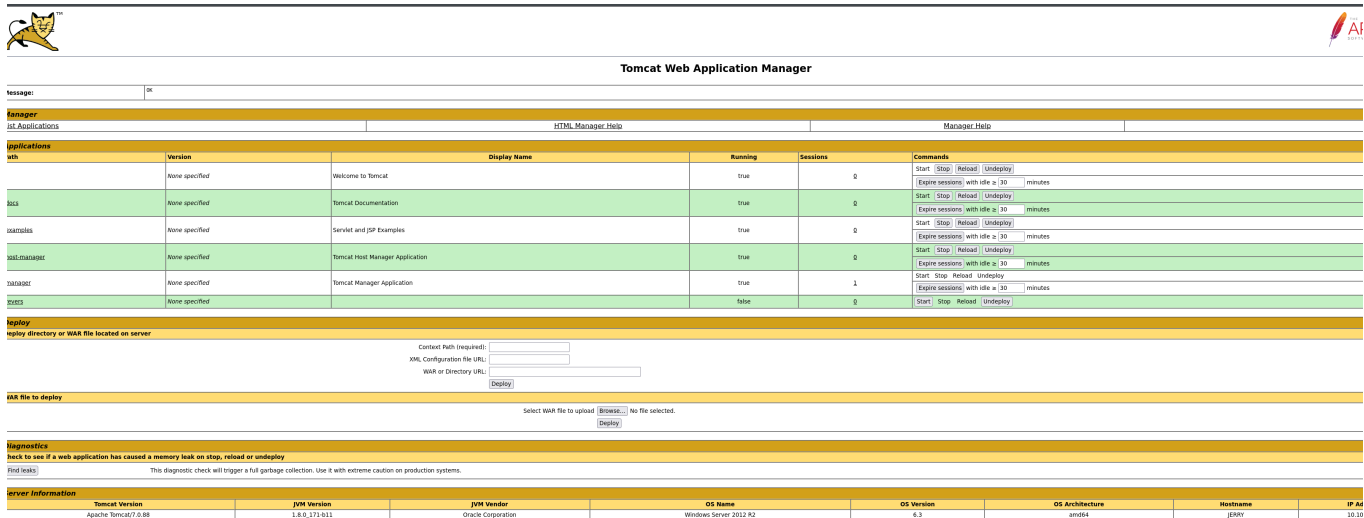 TM
Tomcat Web Application Manager
Message: OK
Manager
List Applications HTML Manager Help Manager Help
Applications
Path Version Display Name Running Sessions Commands
None specified Welcome to Tomcat true 0 Start Stop Reload Undeploy
Expire sessions with idle ≥ 30 minutes
docs None specified Tomcat Documentation true 0 Start Stop Reload Undeploy
Expire sessions with idle ≥ 30 minutes
examples None specified Servlet and JSP Examples true 0 Start Stop Reload Undeploy
Expire sessions with idle ≥ 30 minutes
host-manager None specified Tomcat Host Manager Application true 0 Start Stop Reload Undeploy
Expire sessions with idle ≥ 30 minutes
manager None specified Tomcat Manager Application true 1 Start Stop Reload Undeploy
Expire sessions with idle ≥ 30 minutes
revers None specified false 0 Start Stop Reload Undeploy
Deploy
Deploy directory or WAR file located on server
Context Path (required):
XML Configuration file URL:
WAR or Directory URL:
Deploy
WAR file to deploy
Select WAR file to upload Browse... No file selected.
Deploy
Diagnostics
Check to see if a web application has caused a memory leak on stop, reload or undeploy
Find leaks This diagnostic check will trigger a full garbage collection. Use it with extreme caution on production systems.
Server Information
Tomcat Version JVM Version JVM Vendor OS Name OS Version OS Architecture Hostname IP Ad
Apache Tomcat/7.0.88 1.8.0_171-b11 Oracle Corporation Windows Server 2012 R2 6.3 amd64 JERRY 10.10